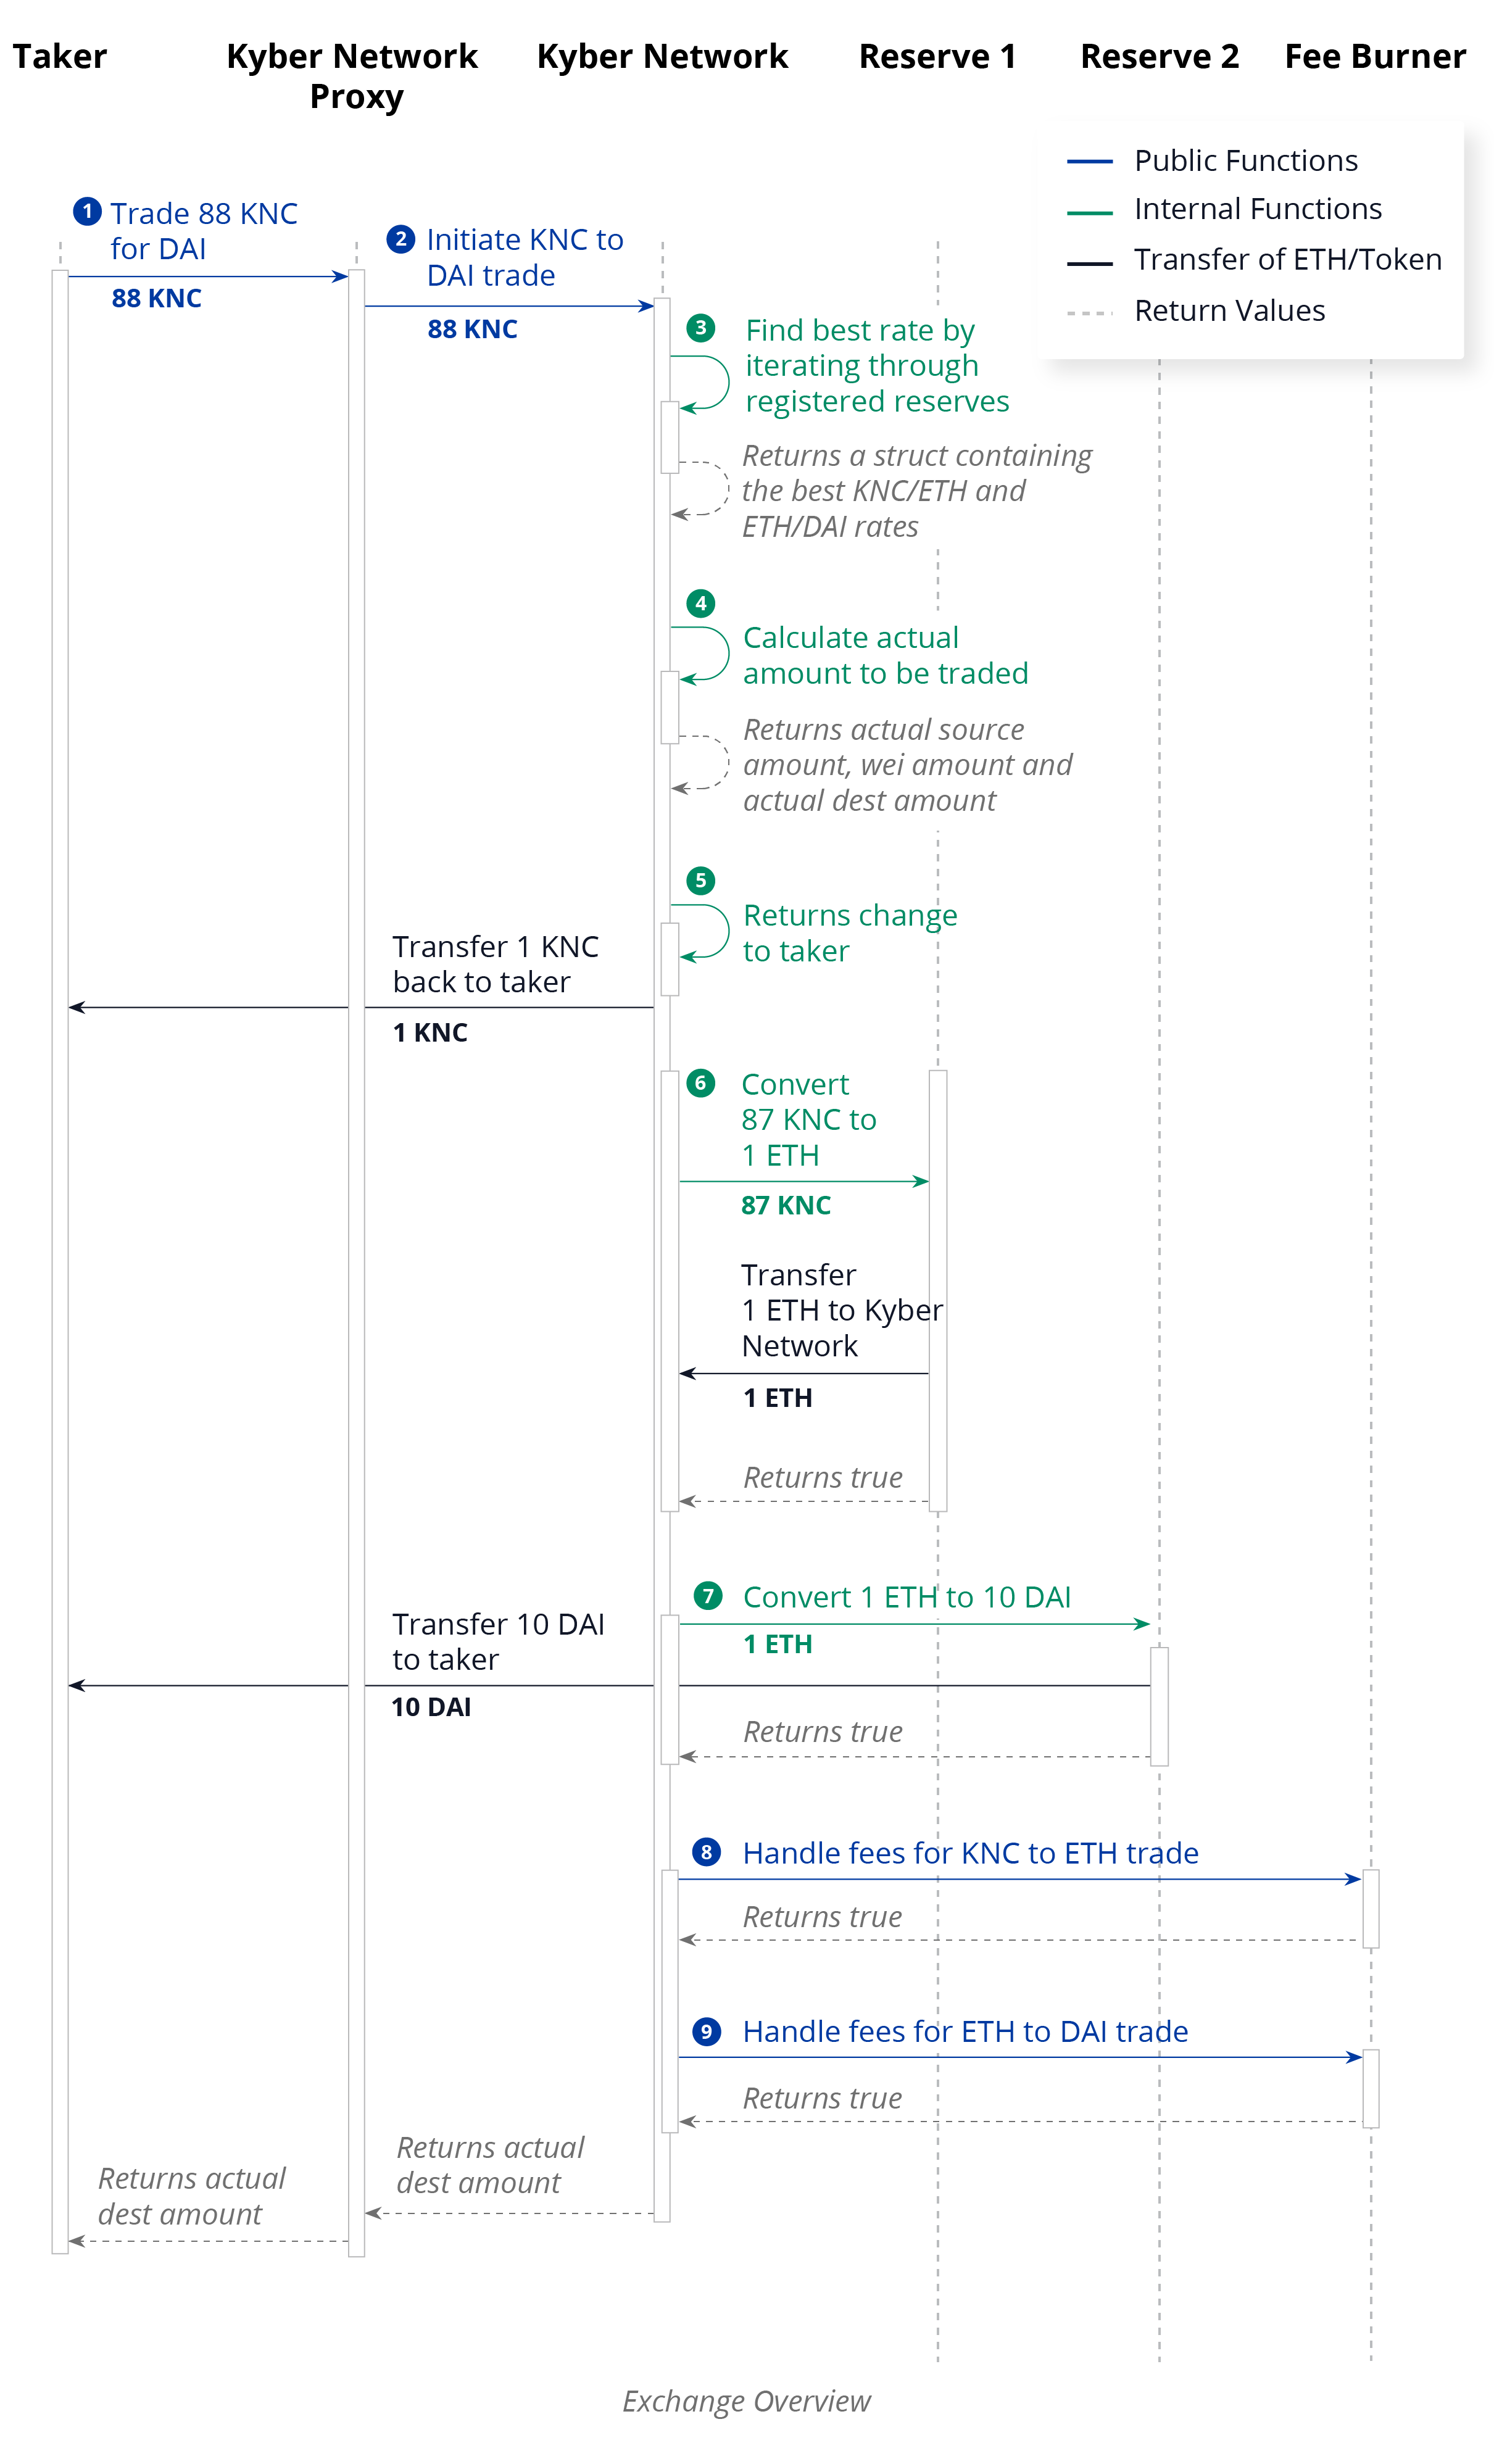 Taker
Kyber Network
Proxy
Kyber Network
Reserve 1
Reserve 2
Fee Burner
Public Functions
Internal Functions
Transfer of ETH/Token
Return Values
1 Trade 88 KNC
for DAI
88 KNC
2 Initiate KNC to
DAI trade
88 KNC
3 Find best rate by
iterating through
registered reserves
Returns a struct containing
the best KNC/ETH and
ETH/DAI rates
4
Calculate actual
amount to be traded
Returns actual source
amount, wei amount and
actual dest amount
5
Returns change
to taker
Transfer 1 KNC
back to taker
1 KNC
6 Convert
87 KNC to
1 ETH
87 KNC
Transfer
1 ETH to Kyber
Network
1 ETH
Returns true
7 Convert 1 ETH to 10 DAI
1 ETH
Transfer 10 DAI
to taker
10 DAI
Returns true
8 Handle fees for KNC to ETH trade
Returns true
9 Handle fees for ETH to DAI trade
Returns true
Returns actual
dest amount
Returns actual
dest amount
Exchange Overview